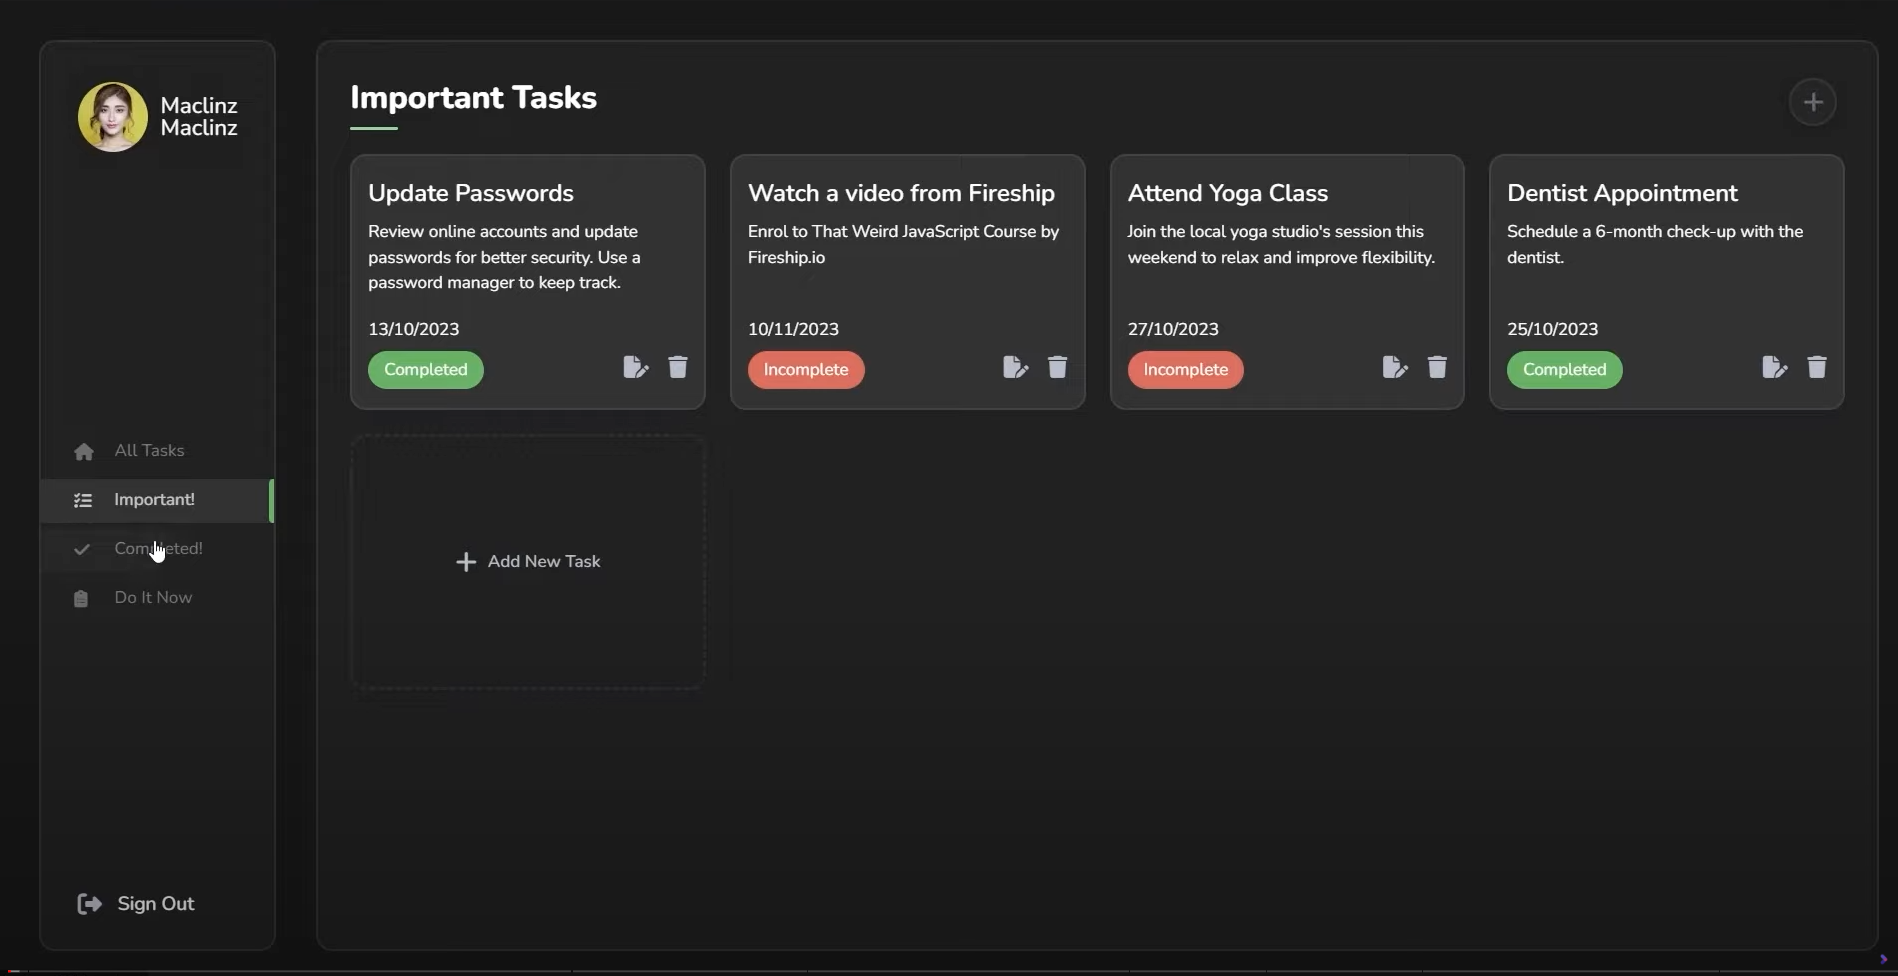 Maclinz
Maclinz
All Tasks
Important!
Completed!
Do It Now
Sign Out
Important Tasks
Update Passwords
Review online accounts and update
passwords for better security. Use a
password manager to keep track.
13/10/2023
Completed
Watch a video from Fireship
Enrol to That Weird JavaScript Course by
Fireship.io
10/11/2023
Incomplete
Attend Yoga Class
Join the local yoga studio's session this
weekend to relax and improve flexibility.
27/10/2023
Incomplete
Dentist Appointment
Schedule a 6-month check-up with the
dentist.
25/10/2023
Completed
Add New Task